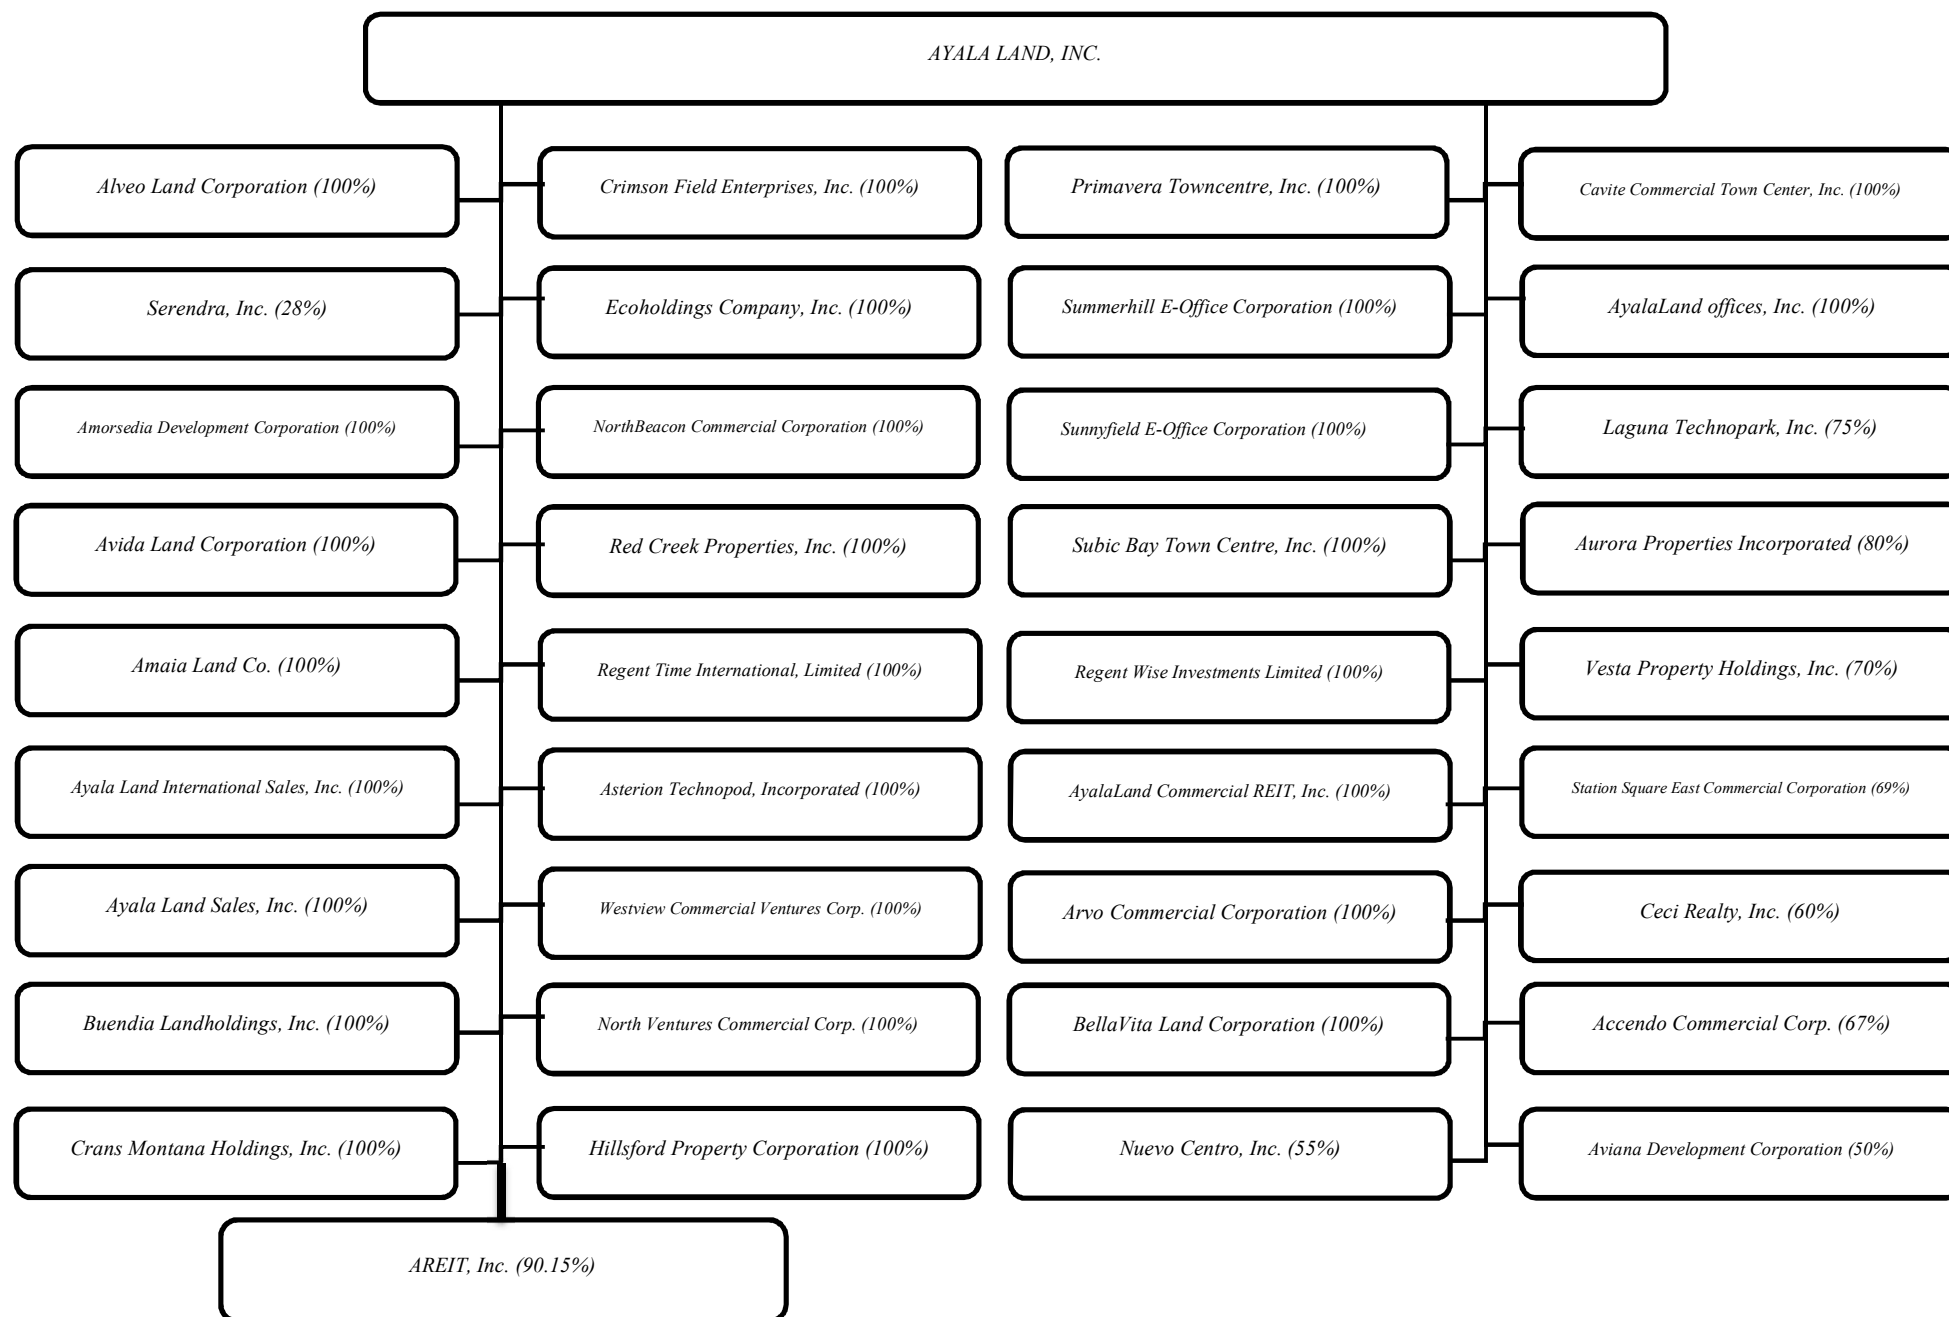 AYALA LAND, INC.
Alveo Land Corporation (100%)
Crimson Field Enterprises, Inc. (100%)
Primavera Towncentre, Inc. (100%)
Cavite Commercial Town Center, Inc. (100%)
Serendra, Inc. (28%)
Ecoholdings Company, Inc. (100%)
Summerhill E-Office Corporation (100%)
AyalaLand offices, Inc. (100%)
Amorsedia Development Corporation (100%)
NorthBeacon Commercial Corporation (100%)
Sunnyfield E-Office Corporation (100%)
Laguna Technopark, Inc. (75%)
Avida Land Corporation (100%)
Red Creek Properties, Inc. (100%)
Subic Bay Town Centre, Inc. (100%)
Aurora Properties Incorporated (80%)
Amaia Land Co. (100%)
Regent Time International, Limited (100%)
Regent Wise Investments Limited (100%)
Vesta Property Holdings, Inc. (70%)
Ayala Land International Sales, Inc. (100%)
Asterion Technopod, Incorporated (100%)
AyalaLand Commercial REIT, Inc. (100%)
Station Square East Commercial Corporation (69%)
Ayala Land Sales, Inc. (100%)
Westview Commercial Ventures Corp. (100%)
Arvo Commercial Corporation (100%)
Ceci Realty, Inc. (60%)
Buendia Landholdings, Inc. (100%)
North Ventures Commercial Corp. (100%)
BellaVita Land Corporation (100%)
Accendo Commercial Corp. (67%)
Crans Montana Holdings, Inc. (100%)
Hillsford Property Corporation (100%)
Nuevo Centro, Inc. (55%)
Aviana Development Corporation (50%)
AREIT, Inc. (90.15%)